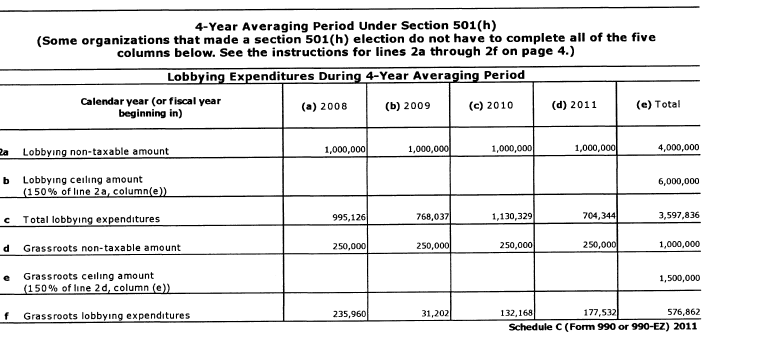 4-Year Averaging Period Under Section 501(h)
(Some organizations that made a section 501(h) election do not have to complete all of the five
columns below. See the instructions for lines 2a through 2f on page 4.)
Lobbying Expenditures During 4-Year Averaging Period
Calendar year (or fiscal year beginning in) (a) 2008 (b) 2009 (c) 2010 (d) 2011 (e) Total
2a Lobbying non-taxable amount 1,000,000 1,000,000 1,000,000 1,000,000 4,000,000
b Lobbying ceiling amount
(150% of line 2a, column(e)) 6,000,000
c Total lobbying expenditures 995,126 768,037 1,130,329 704,344 3,597,836
d Grassroots non-taxable amount 250,000 250,000 250,000 250,000 1,000,000
e Grassroots ceiling amount
(150% of line 2d, column (e)) 1,500,000
f Grassroots lobbying expenditures 235,960 31,202 132,168 177,532 576,862
Schedule C (Form 990 or 990-EZ) 2011